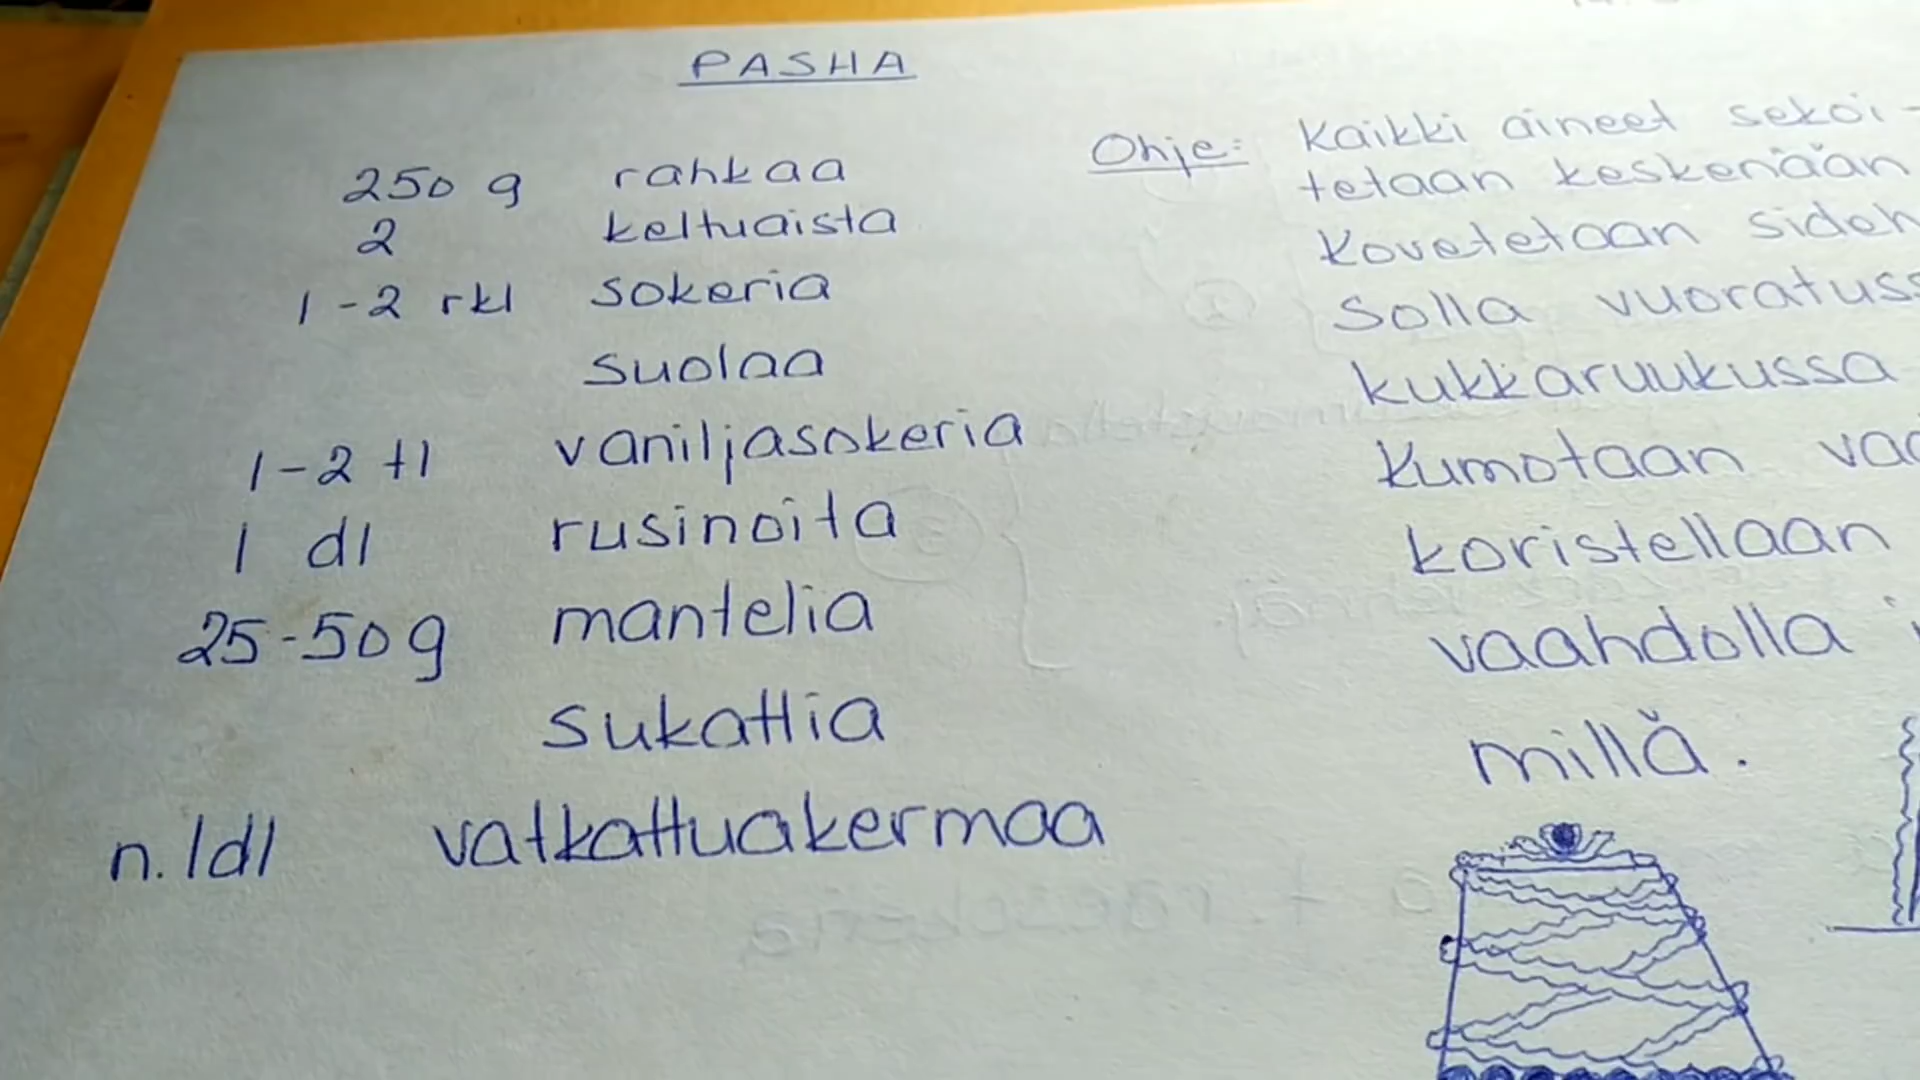 PASHA
250 g rahkaa
2 keltuaista
1-2 rkl sokeria
suolaa
1-2 tl vaniljasokeria
1 dl rusinoita
25-50 g mantelia
sukattia
n. 1dl vatkattuakermaa
Ohje: Kaikki aineet sekoi-
tetaan keskenään
Kovetetaan sideh
solla vuoratuss
kukkaruukussa
Kumotaan
koristellaan
vaahdolla
millä.